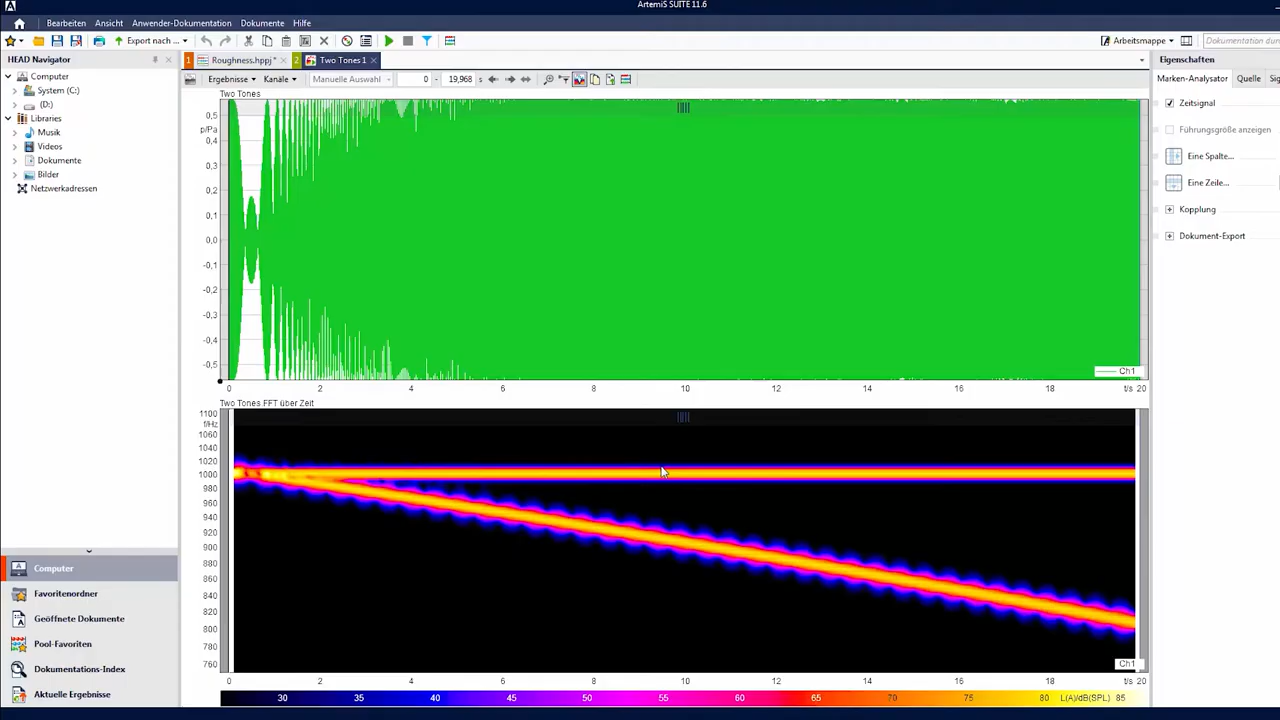 ArtemiS SUITE 11.6
Bearbeiten Ansicht Anwender-Dokumentation Dokumente Hilfe
Export nach ... Arbeitsmappe Dokumentation du
HEAD Navigator 1 Roughness.hppj* 2 Two Tones 1
Ergebnisse Kanäle Manuelle Auswahl 0 - 19,968 s
Eigenschaften
Marken-Analysator Quelle
Zeitsignal
Führungsgröße anzeigen
Eine Spalte...
Eine Zeile...
Kopplung
Dokument-Export
Computer
System (C:)
(D:)
Libraries
Musik
Videos
Dokumente
Bilder
Netzwerkadressen
Two Tones
0,5
p/Pa
0,4
0,3
0,2
0,1
0,0
-0,1
-0,2
-0,3
-0,4
-0,5
Ch1
0 2 4 6 8 10 12 14 16 18 t/s 20
Two Tones FFT über Zeit
1100
f/Hz
1060
1040
1020
1000
980
960
940
920
900
880
860
840
820
800
780
760
Ch1
0 2 4 6 8 10 12 14 16 18 t/s 20
30 35 40 45 50 55 60 65 70 75 80 L(A)/dB(SPL) 85
Computer
Favoritenordner
Geöffnete Dokumente
Pool-Favoriten
Dokumentations-Index
Aktuelle Ergebnisse